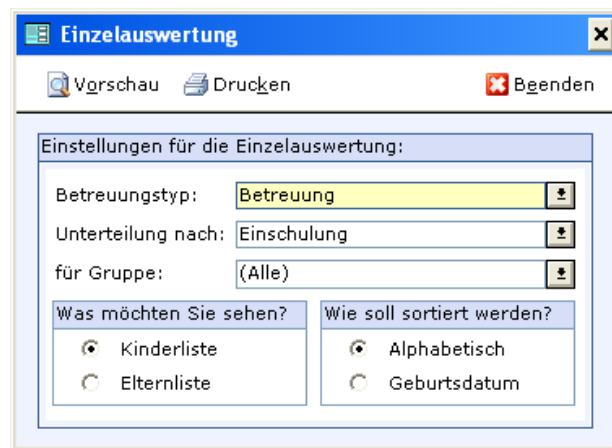 Einzelauswertung
Vorschau Drucken Beenden
Einstellungen für die Einzelauswertung:
Betreuungstyp: Betreuung
Unterteilung nach: Einschulung
für Gruppe: (Alle)
Was möchten Sie sehen? Wie soll sortiert werden?
Kinderliste Alphabetisch
Elternliste Geburtsdatum